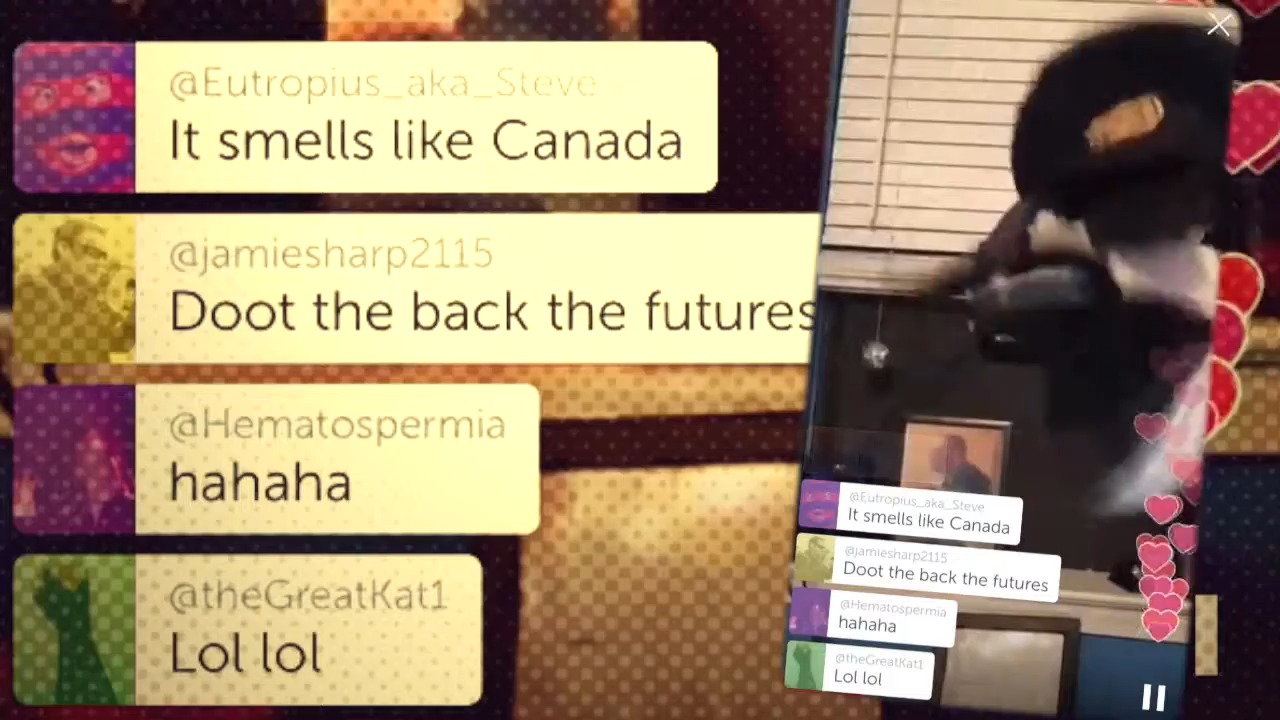 @Eutropius_aka_Steve
It smells like Canada
@jamiesharp2115
Doot the back the futures
@Hematospermia
hahaha
@theGreatKat1
Lol lol
@Eutropius_aka_Steve
It smells like Canada
@jamiesharp2115
Doot the back the futures
@Hematospermia
hahaha
@theGreatKat1
Lol lol